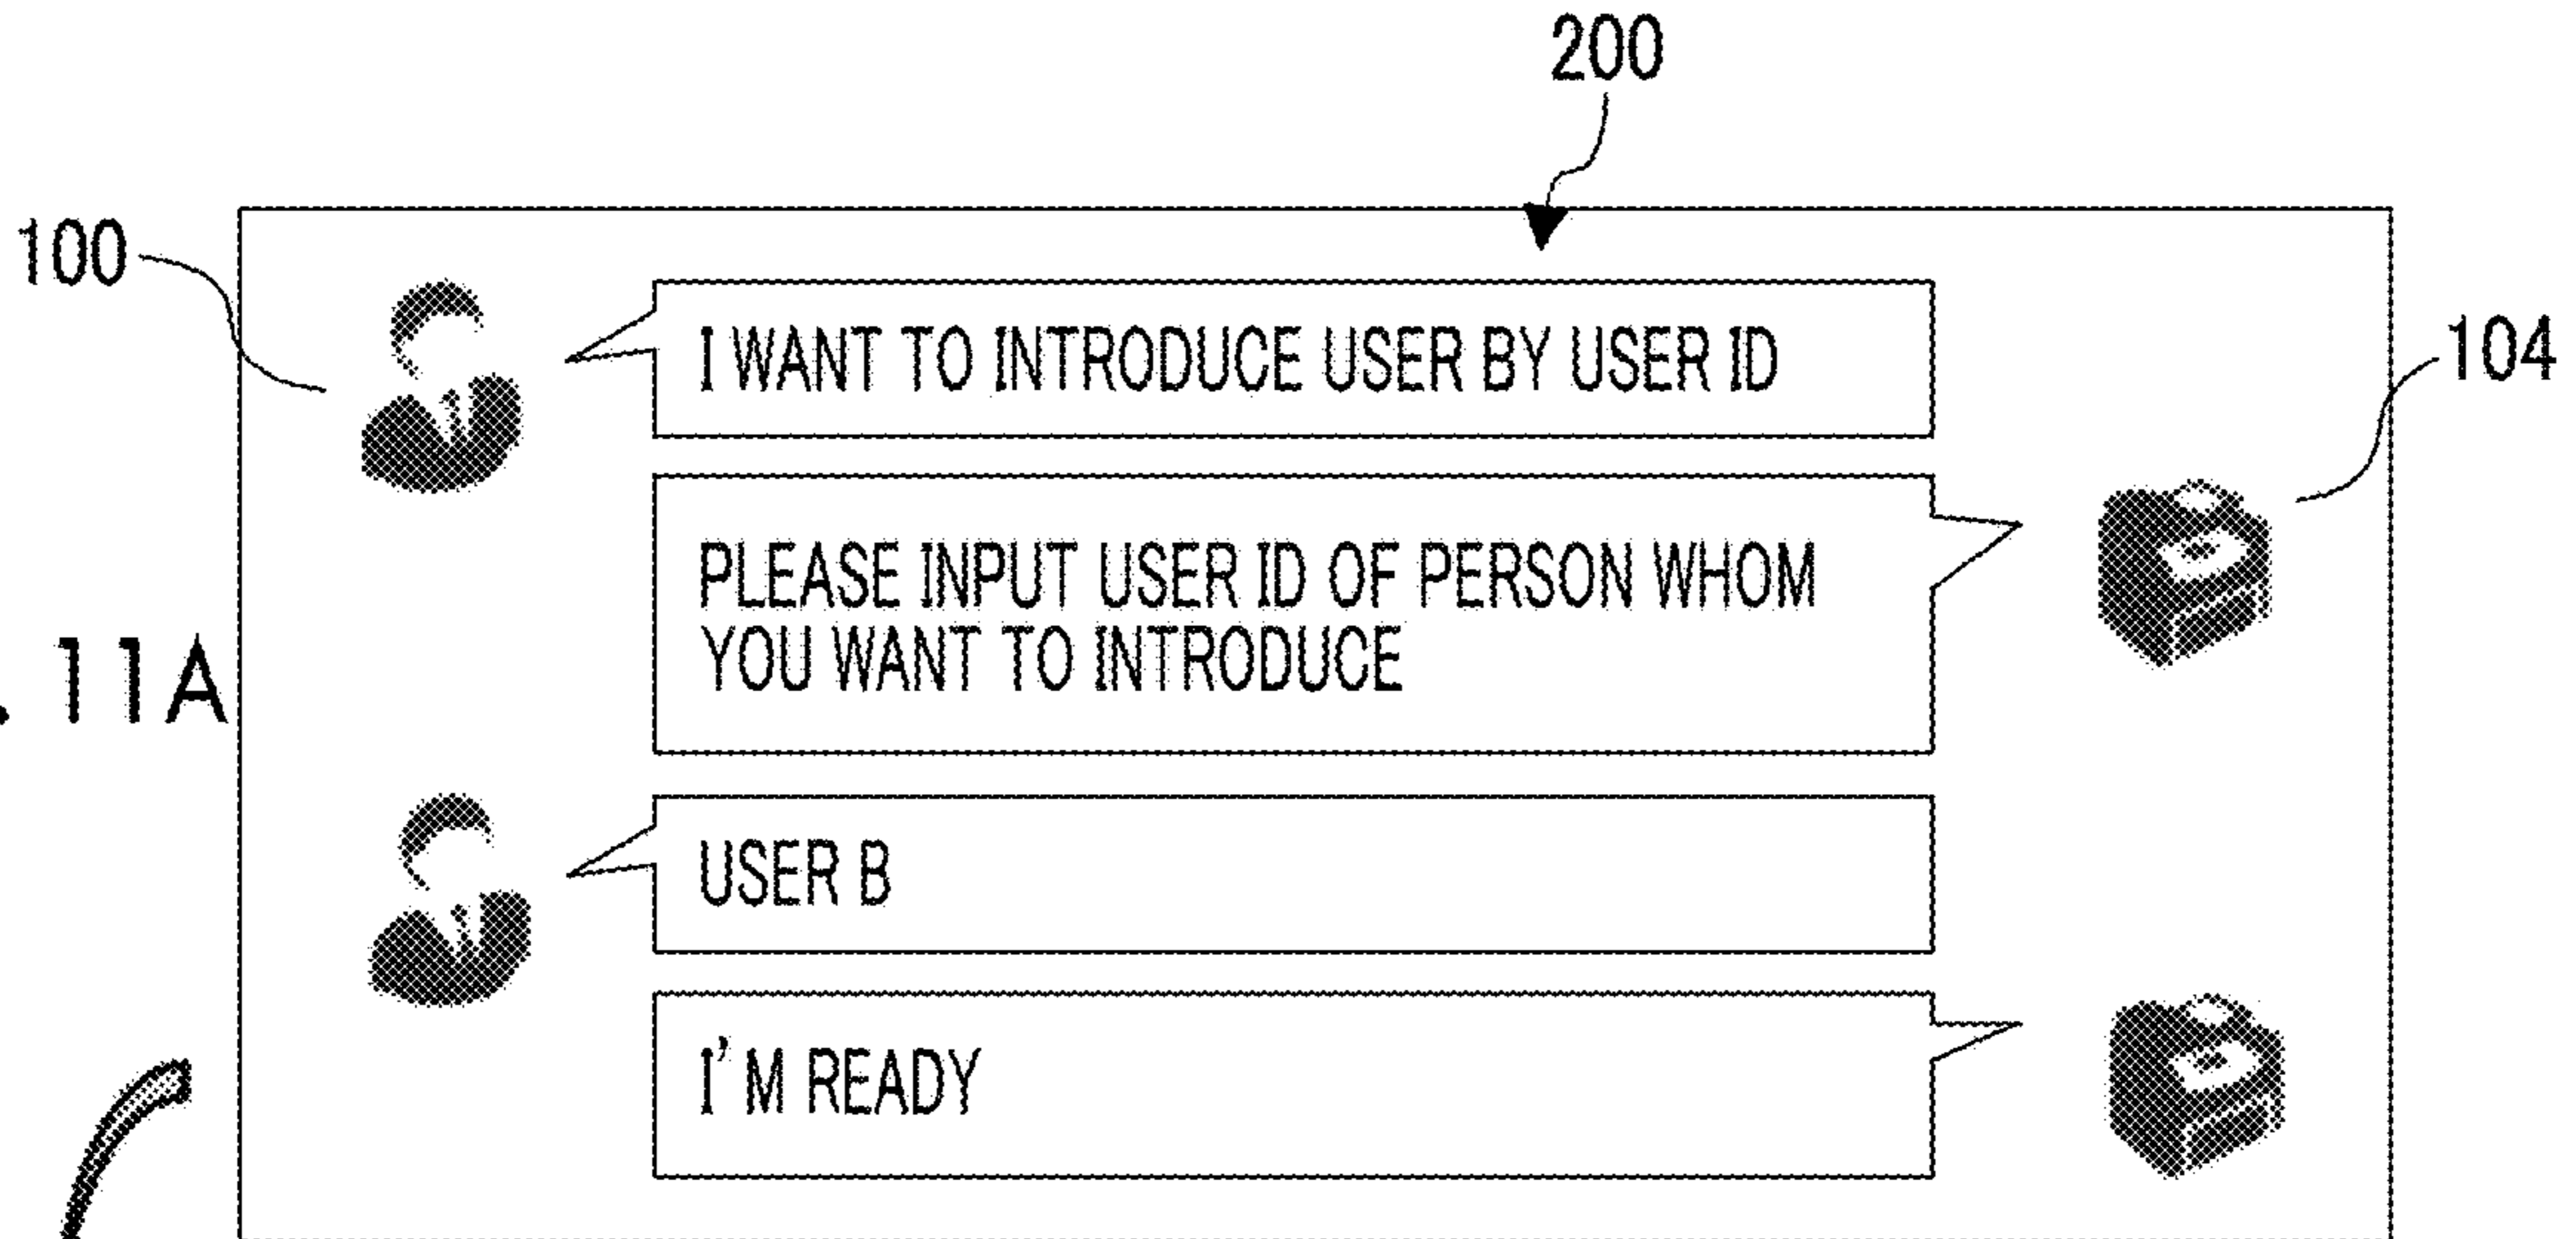 200
100
I WANT TO INTRODUCE USER BY USER ID
104
PLEASE INPUT USER ID OF PERSON WHOM
YOU WANT TO INTRODUCE
. 11A
USER B
I'M READY